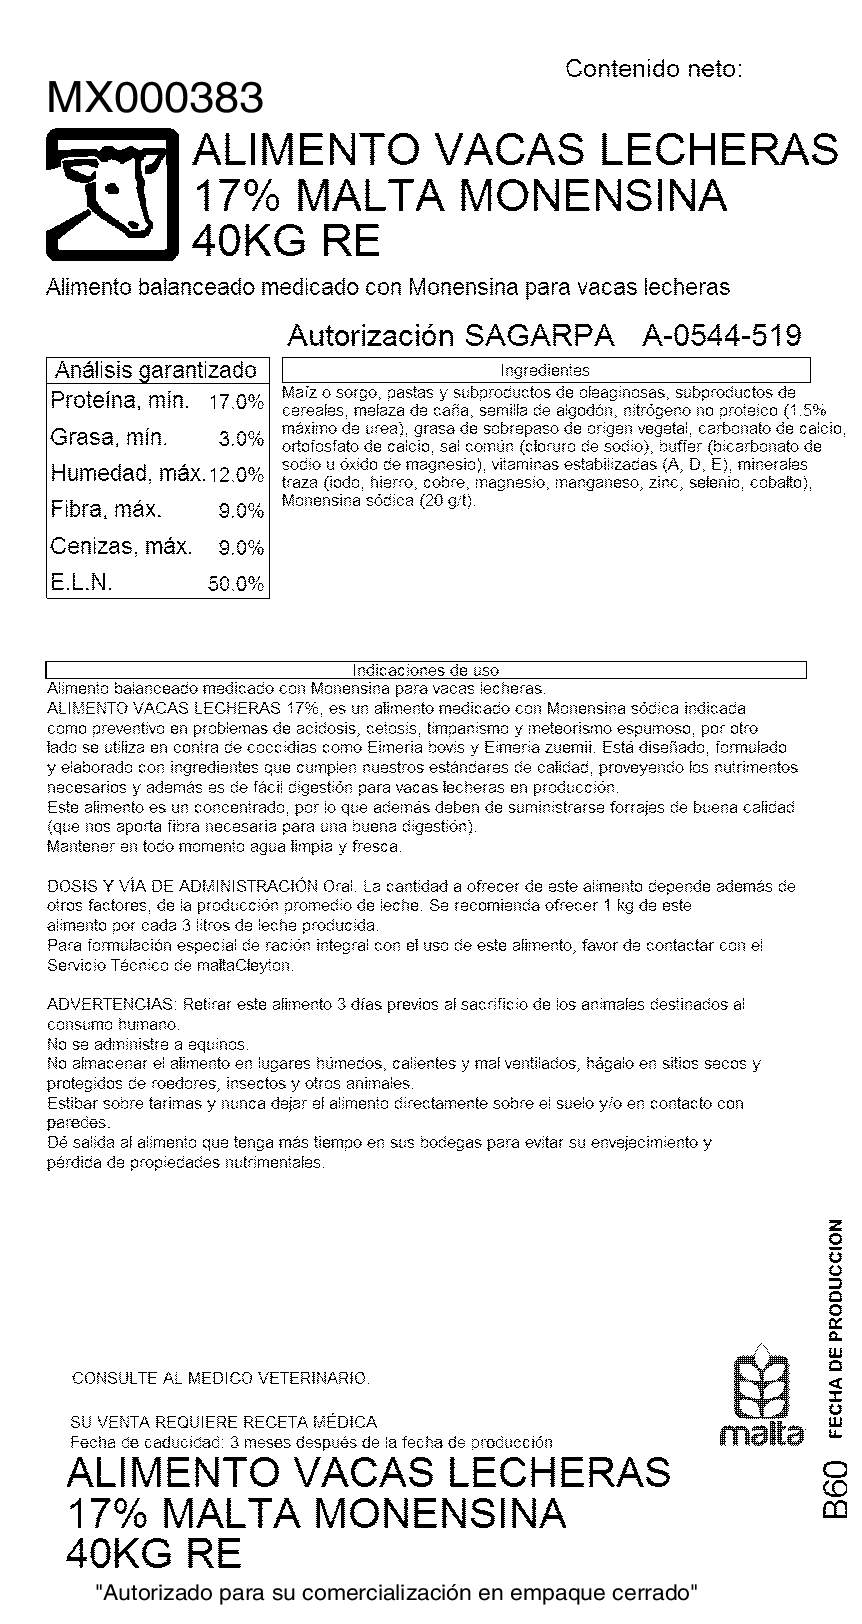 Contenido neto:
MX000383
ALIMENTO VACAS LECHERAS
17% MALTA MONENSINA
40KG RE
Alimento balanceado medicado con Monensina para vacas lecheras
Autorización SAGARPA A-0544-519
Análisis garantizado
Proteína, mín. 17.0%
Grasa, mín. 3.0%
Humedad, máx. 12.0%
Fibra, máx. 9.0%
Cenizas, máx. 9.0%
E.L.N. 50.0%
Ingredientes
Maíz o sorgo, pastas y subproductos de oleaginosas, subproductos de
cereales, melaza de caña, semilla de algodón, nitrógeno no proteico (1.5%
máximo de urea), grasa de sobrepaso de origen vegetal, carbonato de calcio,
ortofosfato de calcio, sal común (cloruro de sodio), buffer (bicarbonato de
sodio u óxido de magnesio), vitaminas estabilizadas (A, D, E), minerales
traza (iodo, hierro, cobre, magnesio, manganeso, zinc, selenio, cobalto),
Monensina sódica (20 g/t).
Indicaciones de uso
Alimento balanceado medicado con Monensina para vacas lecheras.
ALIMENTO VACAS LECHERAS 17%, es un alimento medicado con Monensina sódica indicada
como preventivo en problemas de acidosis, cetosis, timpanismo y meteorismo espumoso, por otro
lado se utiliza en contra de coccidias como Eimeria bovis y Eimeria zuernii. Está diseñado, formulado
y elaborado con ingredientes que cumplen nuestros estándares de calidad, proveyendo los nutrimentos
necesarios y además es de fácil digestión para vacas lecheras en producción.
Este alimento es un concentrado, por lo que además deben de suministrarse forrajes de buena calidad
(que nos aporta fibra necesaria para una buena digestión).
Mantener en todo momento agua limpia y fresca.
DOSIS Y VÍA DE ADMINISTRACIÓN Oral. La cantidad a ofrecer de este alimento depende además de
otros factores, de la producción promedio de leche. Se recomienda ofrecer 1 kg de este
alimento por cada 3 litros de leche producida.
Para formulación especial de ración integral con el uso de este alimento, favor de contactar con el
Servicio Técnico de maltaCleyton.
ADVERTENCIAS: Retirar este alimento 3 días previos al sacrificio de los animales destinados al
consumo humano.
No se administre a equinos.
No almacenar el alimento en lugares húmedos, calientes y mal ventilados, hágalo en sitios secos y
protegidos de roedores, insectos y otros animales.
Estibar sobre tarimas y nunca dejar el alimento directamente sobre el suelo y/o en contacto con
paredes.
Dé salida al alimento que tenga más tiempo en sus bodegas para evitar su envejecimiento y
pérdida de propiedades nutrimentales.
FECHA DE PRODUCCION
B60
CONSULTE AL MEDICO VETERINARIO.
malta
SU VENTA REQUIERE RECETA MÉDICA
Fecha de caducidad: 3 meses después de la fecha de producción
ALIMENTO VACAS LECHERAS
17% MALTA MONENSINA
40KG RE
"Autorizado para su comercialización en empaque cerrado"